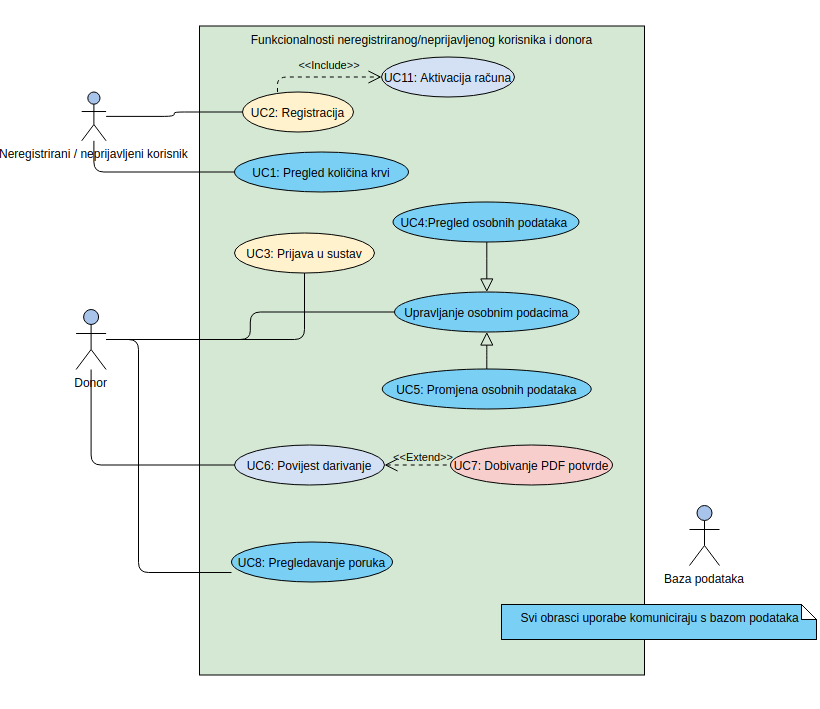 Funkcionalnosti neregistriranog/neprijavljenog korisnika i donora
<<Include>>
UC11: Aktivacija računa
UC2: Registracija
Neregistrirani / neprijavljeni korisnik
UC1: Pregled količina krvi
UC4:Pregled osobnih podataka
UC3: Prijava u sustav
Upravljanje osobnim podacima
Donor
UC5: Promjena osobnih podataka
<<Extend>>
UC6: Povijest darivanje
UC7: Dobivanje PDF potvrde
UC8: Pregledavanje poruka
Baza podataka
Svi obrasci uporabe komuniciraju s bazom podataka